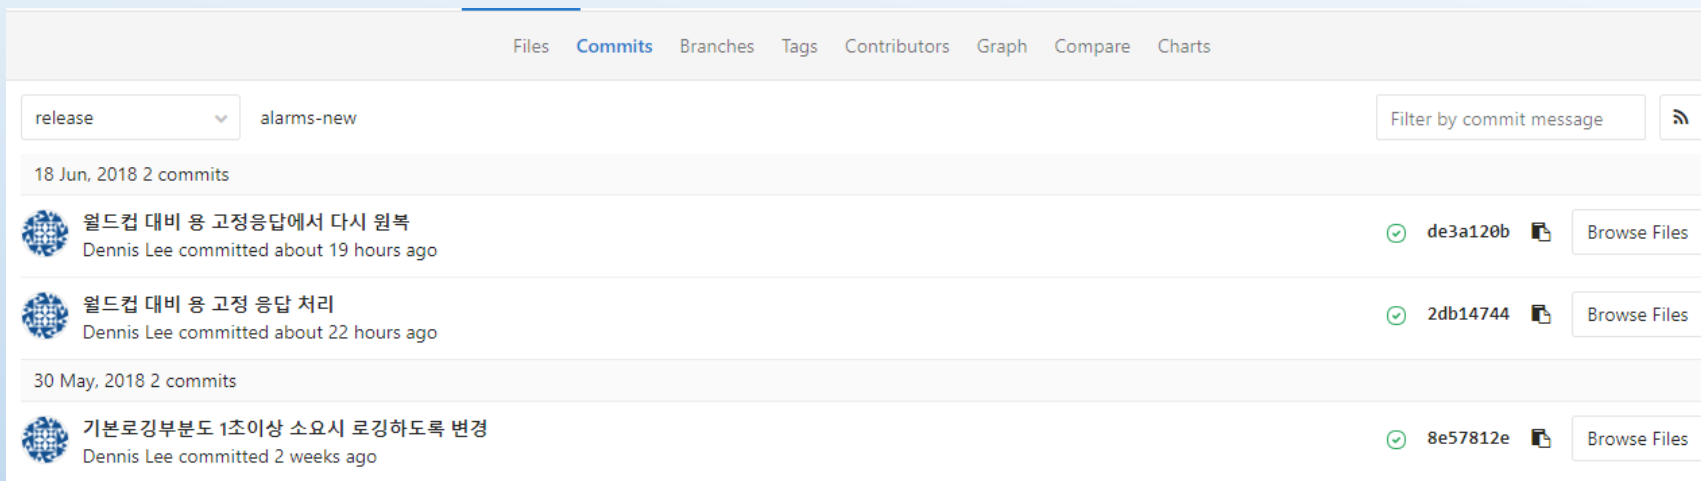 Files Commits Branches Tags Contributors Graph Compare Charts
release alarms-new Filter by commit message
18 Jun, 2018 2 commits
월드컵 대비 용 고정응답에서 다시 원복
Dennis Lee committed about 19 hours ago
de3a120b Browse Files
월드컵 대비 용 고정 응답 처리
Dennis Lee committed about 22 hours ago
2db14744 Browse Files
30 May, 2018 2 commits
기본로깅부분도 1초이상 소요시 로깅하도록 변경
Dennis Lee committed 2 weeks ago
8e57812e Browse Files